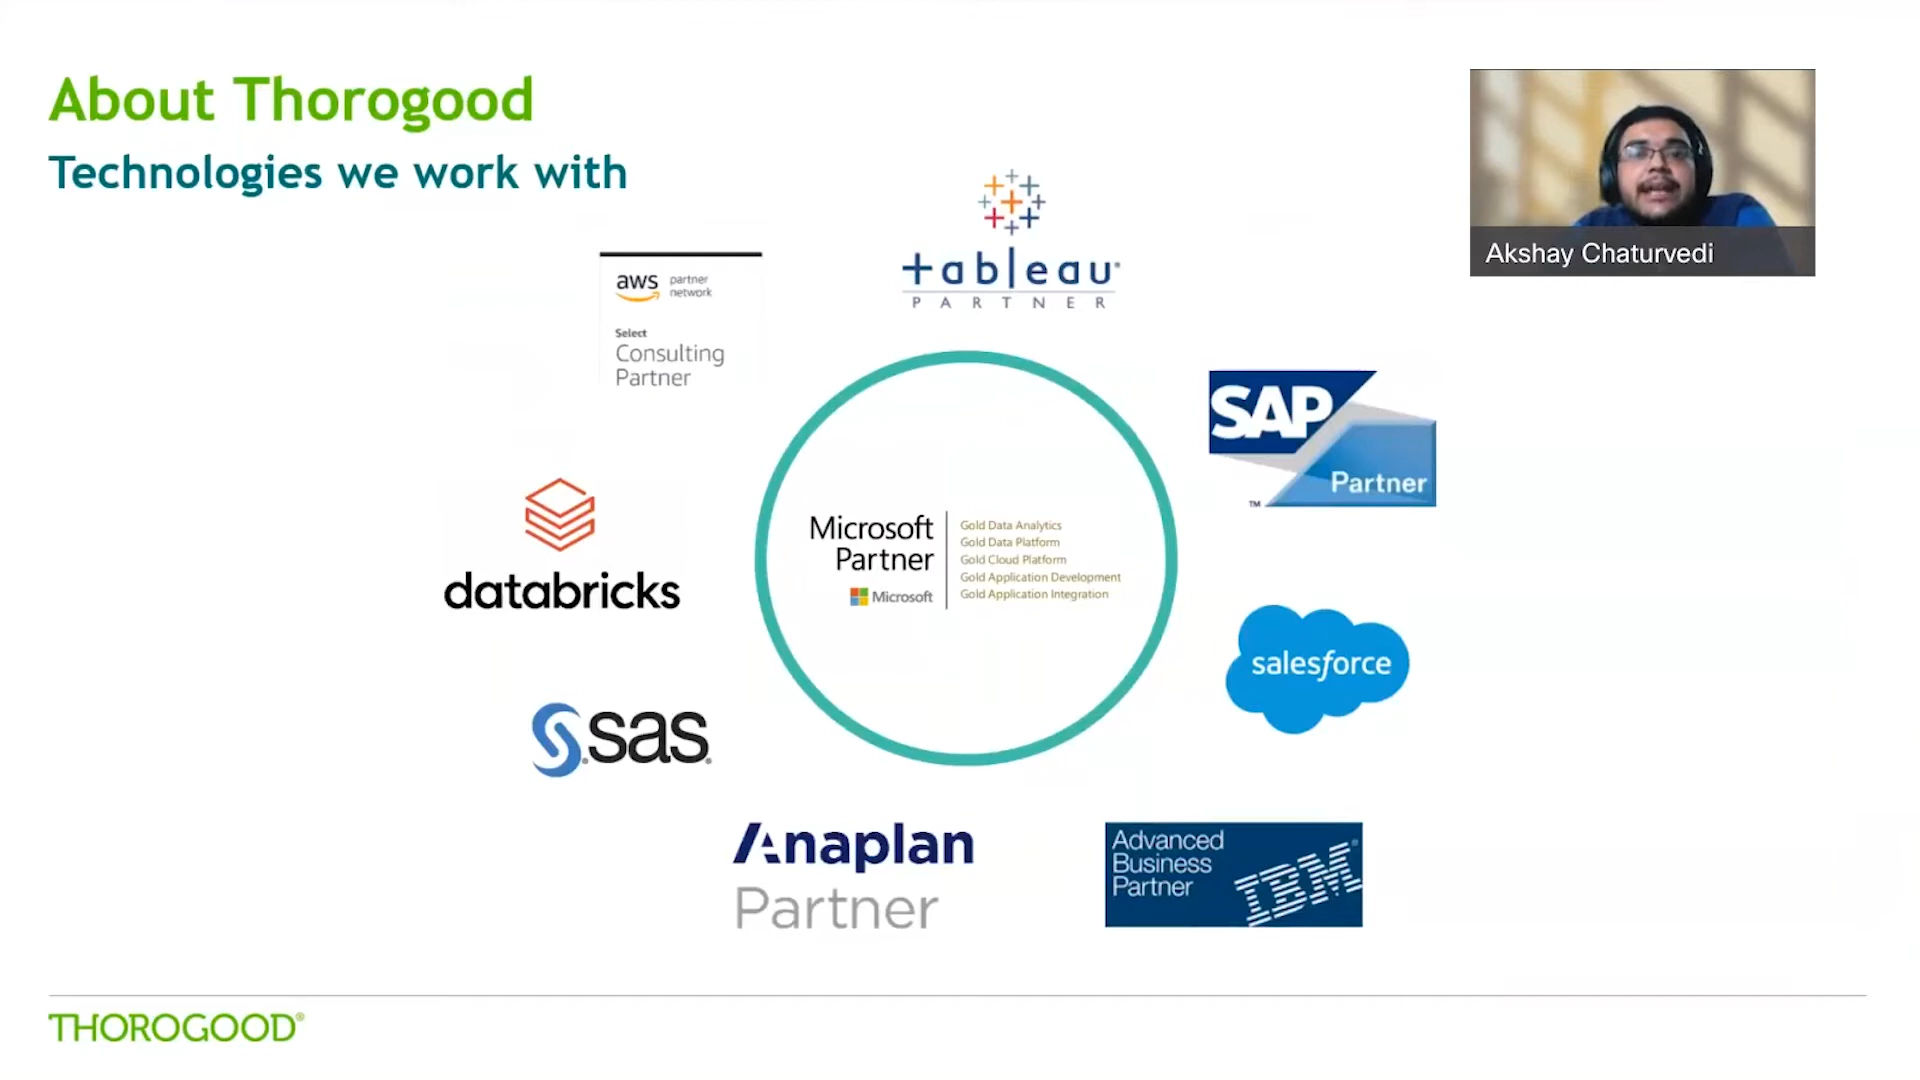 About Thorogood
Technologies we work with
Akshay Chaturvedi
aws partner
network
Select
Consulting
Partner
+ableau®
PARTNER
SAP
Partner
™
databricks
Microsoft
Partner
Microsoft
Gold Data Analytics
Gold Data Platform
Gold Cloud Platform
Gold Application Development
Gold Application Integration
salesforce
sas®
Anaplan
Partner
Advanced
Business
Partner
IBM®
THOROGOOD®